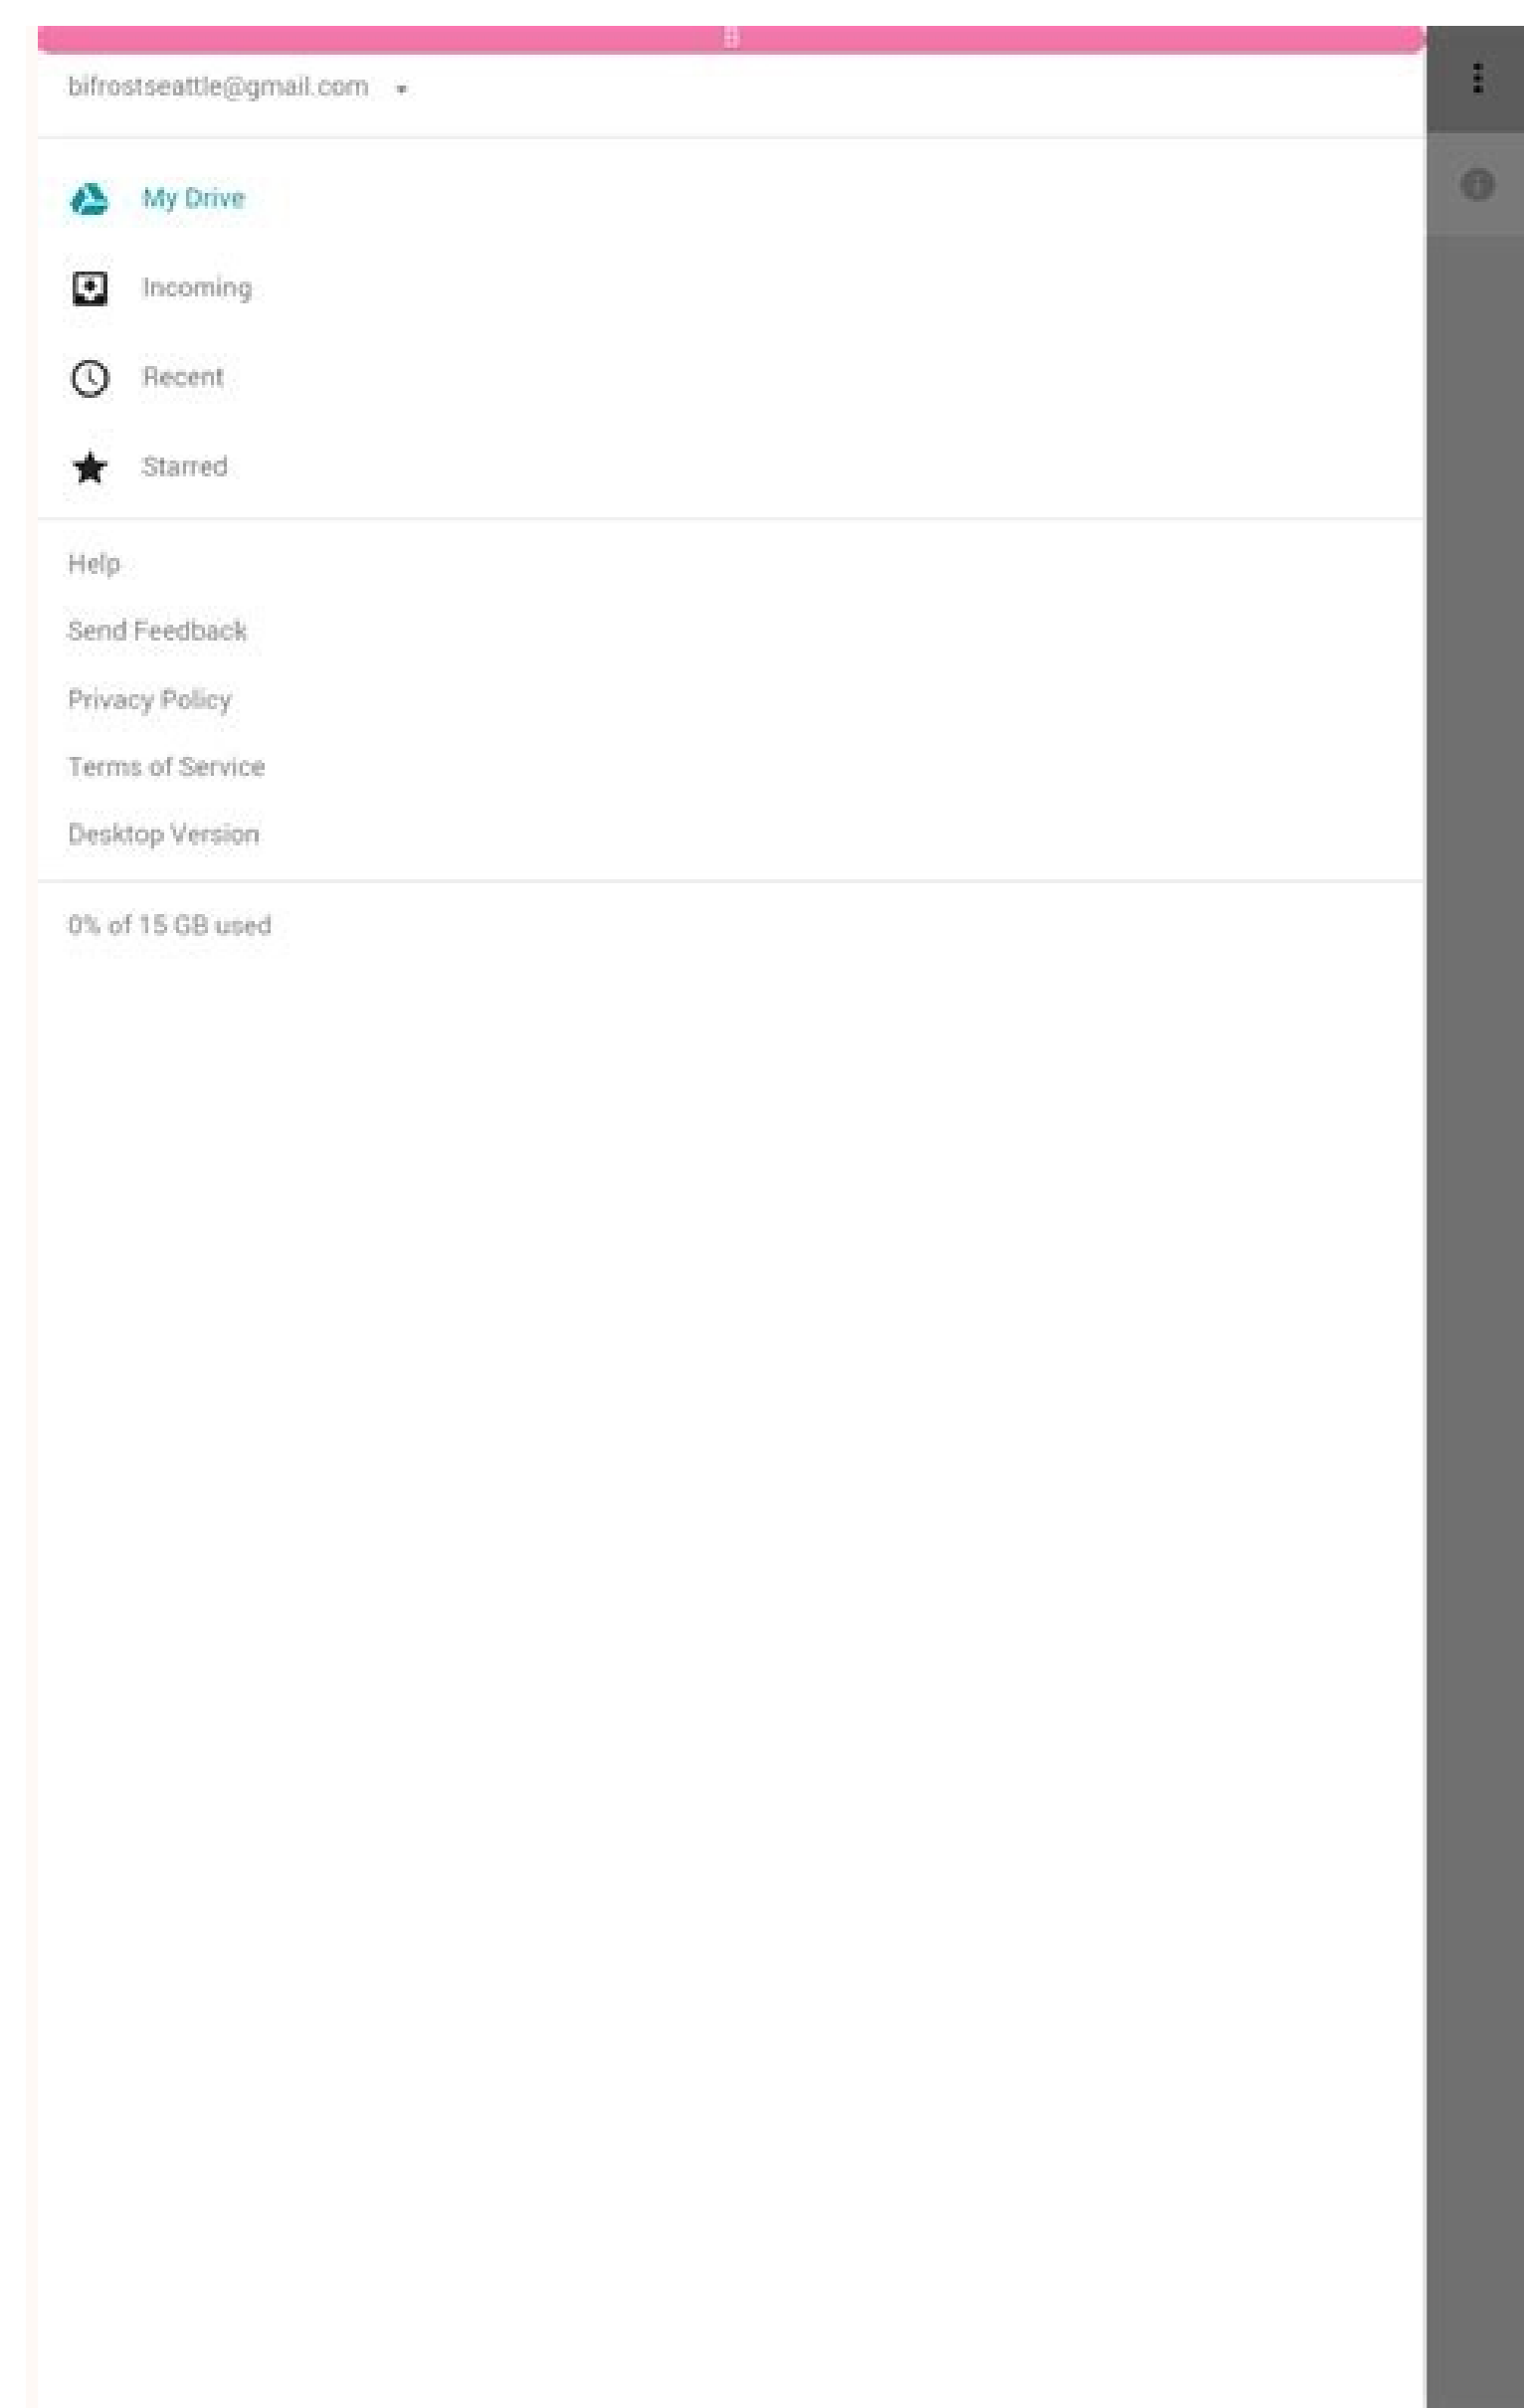 B
bifrostseattle@gmail.com
My Drive
Incoming
Recent
Starred
Help
Send Feedback
Privacy Policy
Terms of Service
Desktop Version
0% of 15 GB used